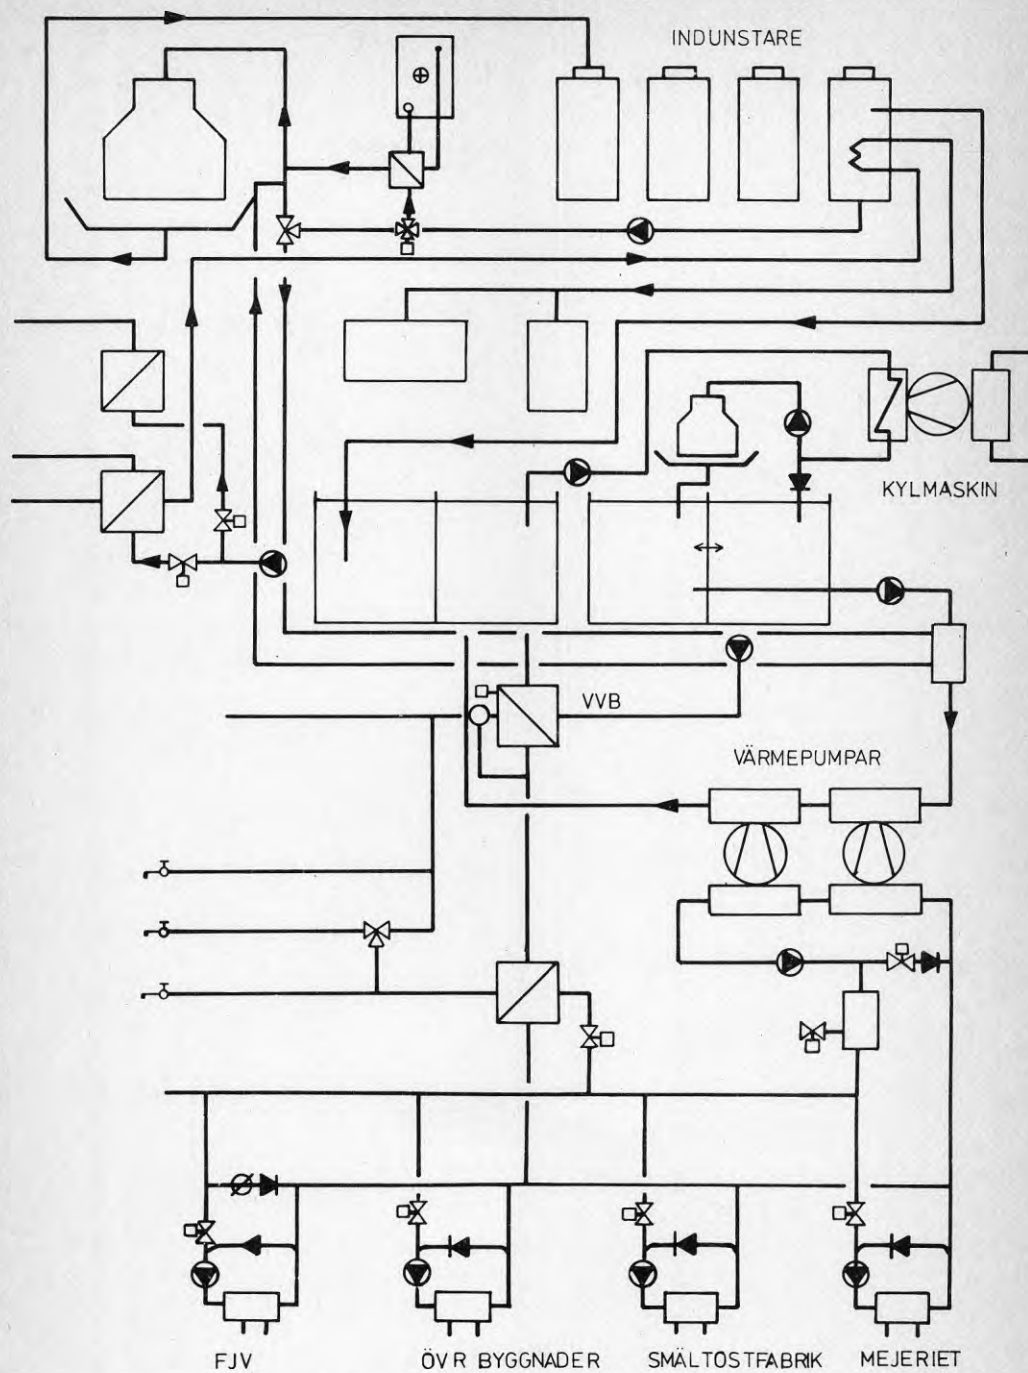 INDUNSTARE
KYLMASKIN
VVB
VÄRMEPUMPAR
FJV
ÖVR BYGGNADER
SMÄLTOSTFABRIK
MEJERIET